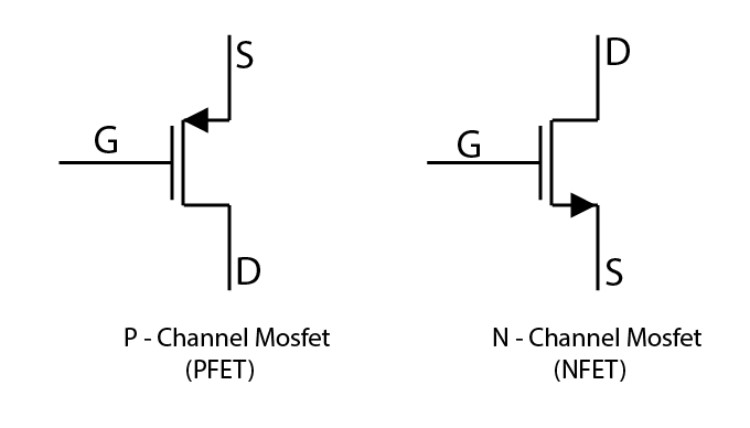 S
G
D
P - Channel Mosfet
(PFET)
D
G
S
N - Channel Mosfet
(NFET)